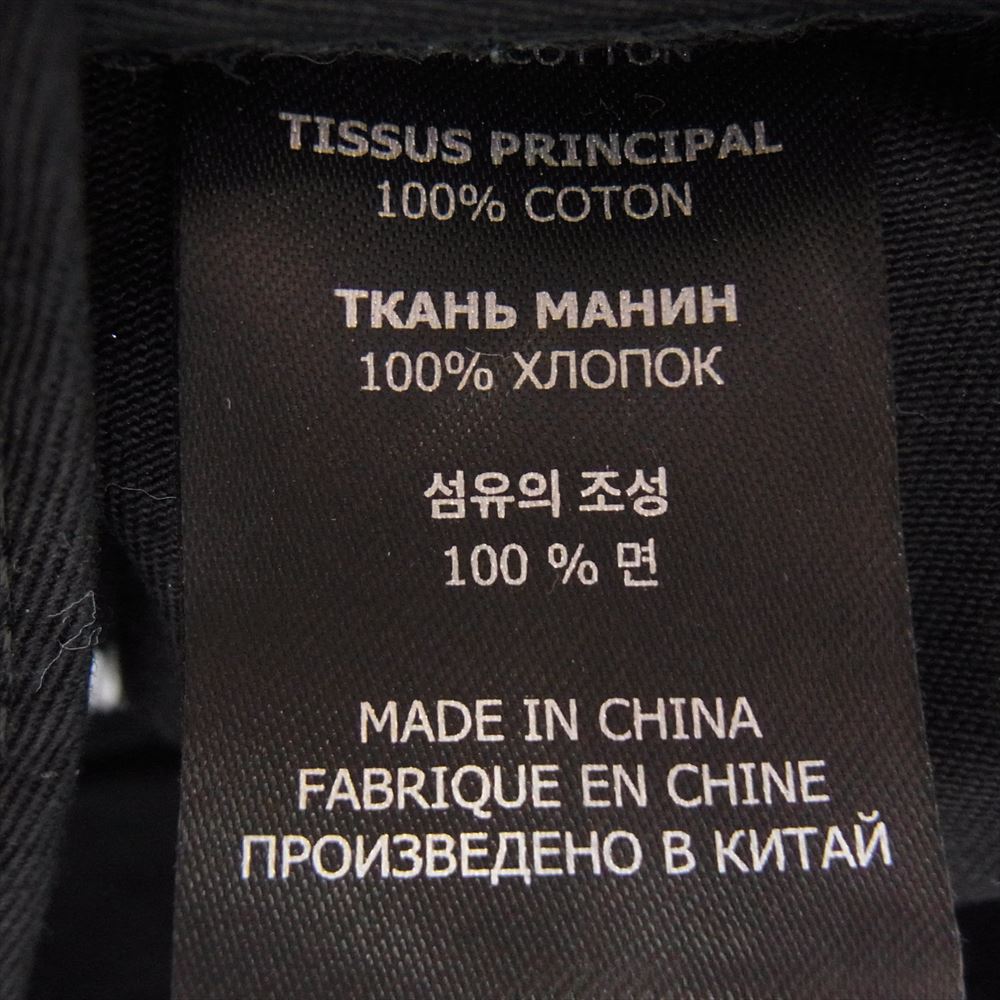 COTTON
TISSUS PRINCIPAL
100% COTON
ТКАНЬ МАНИН
100% ХЛОПОК
섬유의 조성
100 % 면
MADE IN CHINA
FABRIQUE EN CHINE
ПРОИЗВЕДЕНО В КИТАЙ